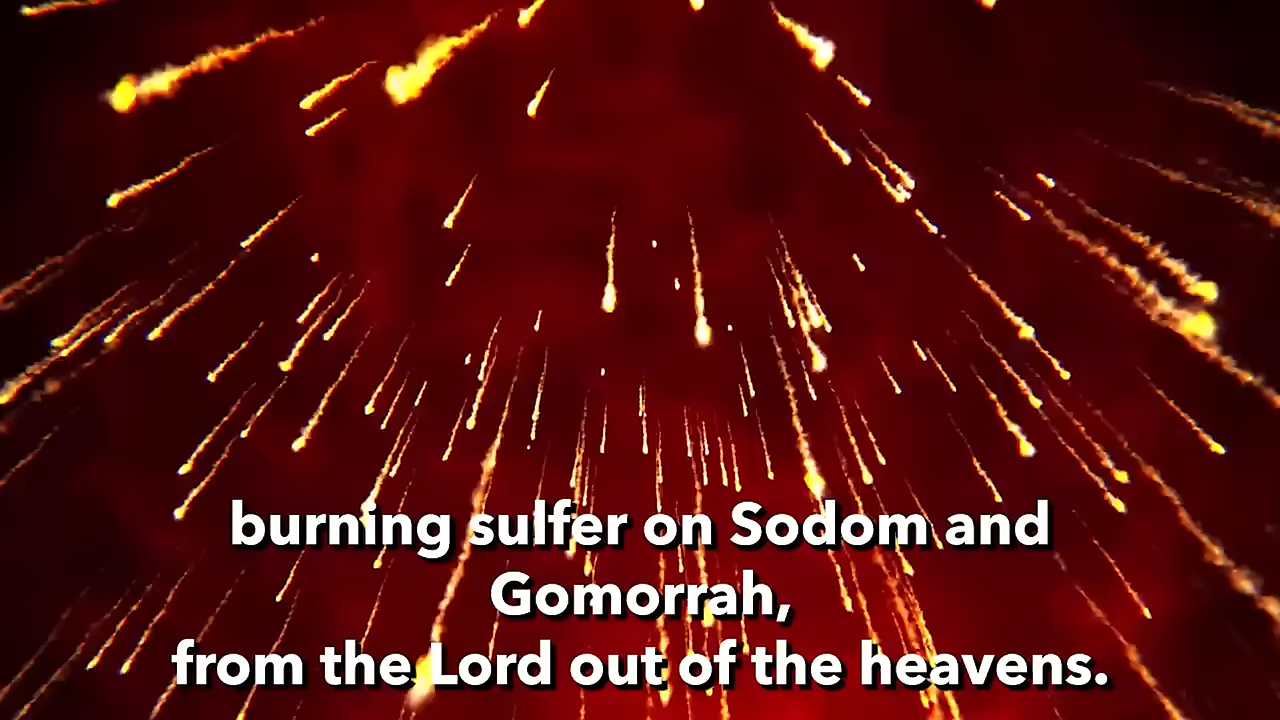 burning sulfer on Sodom and
Gomorrah,
from the Lord out of the heavens.